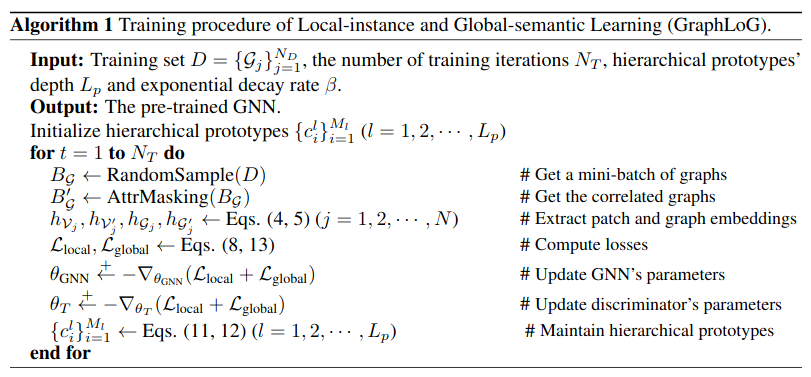 Algorithm 1 Training procedure of Local-instance and Global-semantic Learning (GraphLoG).
Input: Training set $D = \{\mathcal{G}_j\}_{j=1}^{N_D}$, the number of training iterations $N_T$, hierarchical prototypes'
depth $L_p$ and exponential decay rate $\beta$.
Output: The pre-trained GNN.
Initialize hierarchical prototypes $\{c_i^l\}_{i=1}^{M_l}$ ($l = 1, 2, \cdots, L_p$)
for $t = 1$ to $N_T$ do
$B_{\mathcal{G}} \leftarrow$ RandomSample($D$) # Get a mini-batch of graphs
$B'_{\mathcal{G}} \leftarrow$ AttrMasking($B_{\mathcal{G}}$) # Get the correlated graphs
$h_{\mathcal{V}_j}, h_{\mathcal{V}'_j}, h_{\mathcal{G}_j}, h_{\mathcal{G}'_j} \leftarrow$ Eqs. (4, 5) ($j = 1, 2, \cdots, N$) # Extract patch and graph embeddings
$\mathcal{L}_{\text{local}}, \mathcal{L}_{\text{global}} \leftarrow$ Eqs. (8, 13) # Compute losses
$\theta_{\text{GNN}} \overset{+}{\leftarrow} -\nabla_{\theta_{\text{GNN}}}(\mathcal{L}_{\text{local}} + \mathcal{L}_{\text{global}})$ # Update GNN's parameters
$\theta_T \overset{+}{\leftarrow} -\nabla_{\theta_T}(\mathcal{L}_{\text{local}} + \mathcal{L}_{\text{global}})$ # Update discriminator's parameters
$\{c_i^l\}_{i=1}^{M_l} \leftarrow$ Eqs. (11, 12) ($l = 1, 2, \cdots, L_p$) # Maintain hierarchical prototypes
end for